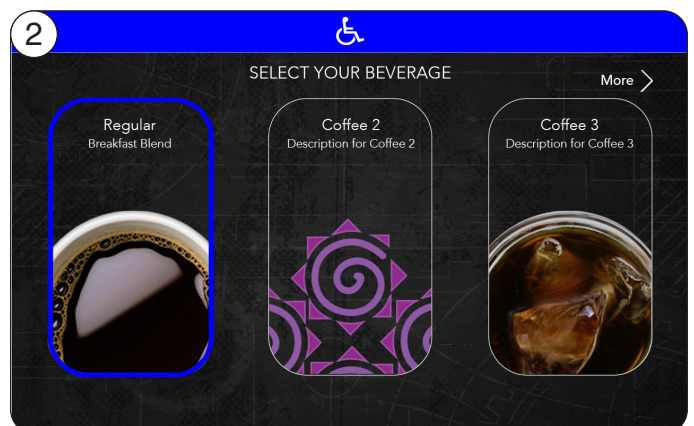 2
SELECT YOUR BEVERAGE
More
Regular
Breakfast Blend
Coffee 2
Description for Coffee 2
Coffee 3
Description for Coffee 3